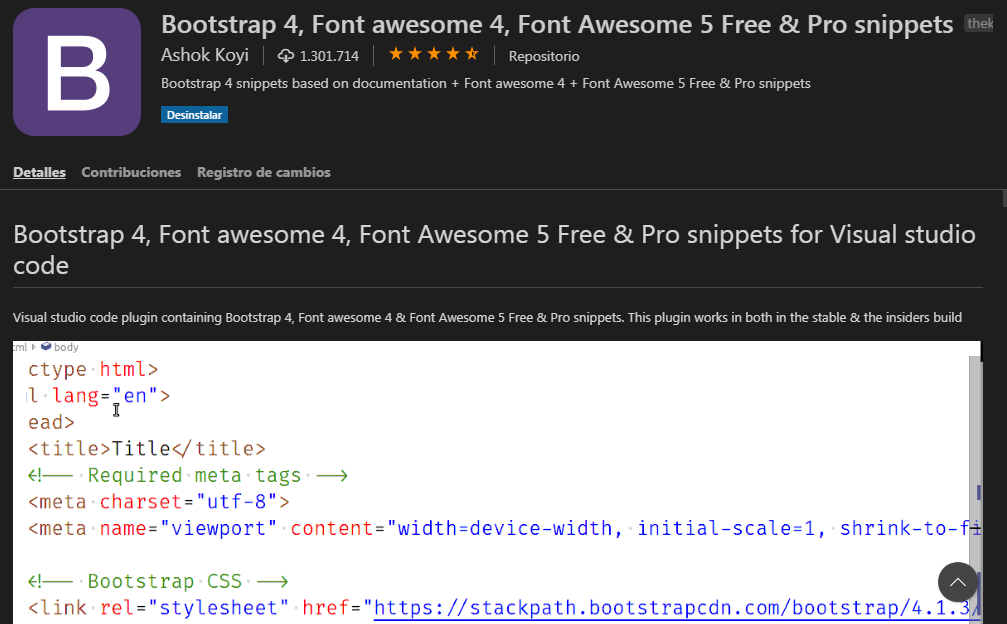 B
Bootstrap 4, Font awesome 4, Font Awesome 5 Free & Pro snippets thek
Ashok Koyi 1.301.714 Repositorio
Bootstrap 4 snippets based on documentation + Font awesome 4 + Font Awesome 5 Free & Pro snippets
Desinstalar
Detalles Contribuciones Registro de cambios
Bootstrap 4, Font awesome 4, Font Awesome 5 Free & Pro snippets for Visual studio
code
Visual studio code plugin containing Bootstrap 4, Font awesome 4 & Font Awesome 5 Free & Pro snippets. This plugin works in both in the stable & the insiders build
tml body
ctype html>
l lang="en">
ead>
<title>Title</title>
<!-- Required meta tags -->
<meta charset="utf-8">
<meta name="viewport" content="width=device-width, initial-scale=1, shrink-to-fi
<!-- Bootstrap CSS -->
<link rel="stylesheet" href="https://stackpath.bootstrapcdn.com/bootstrap/4.1.3/